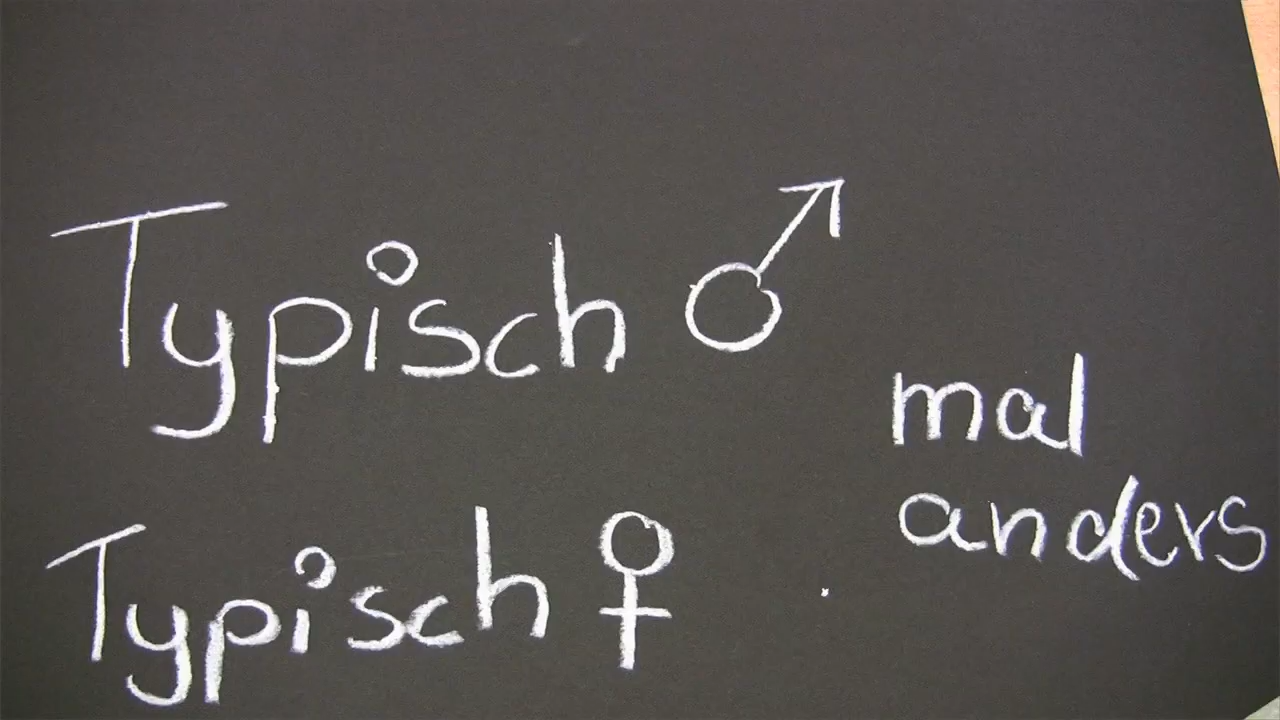 Typisch ♂
mal
anders
Typisch ♀